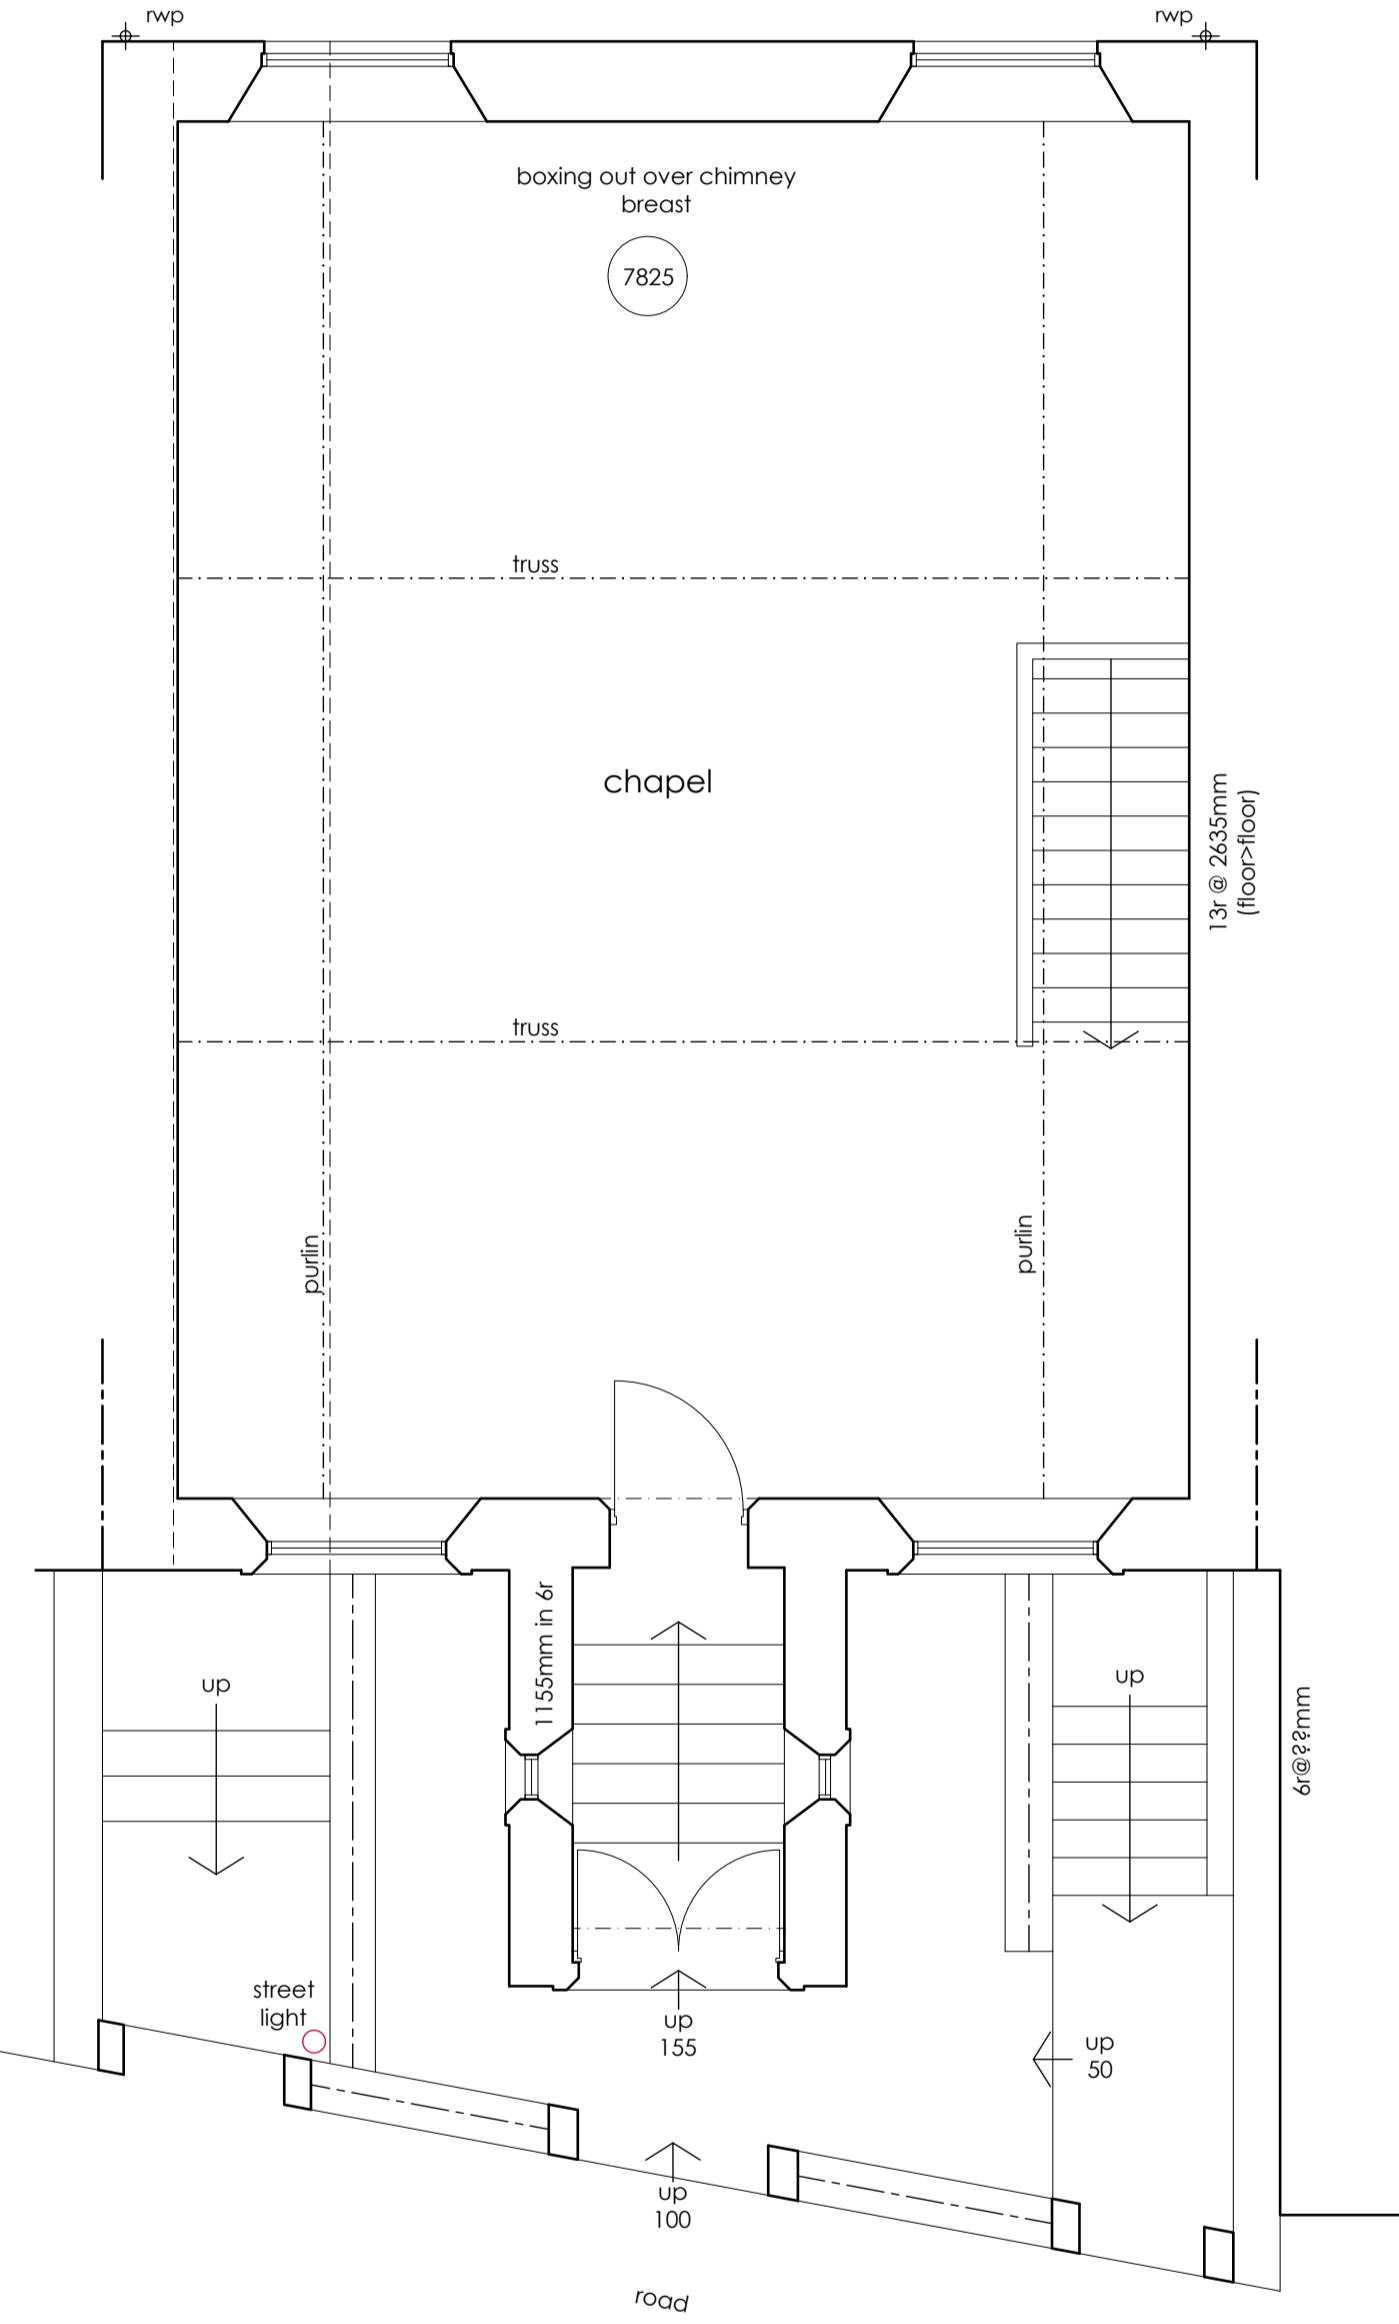 rwp
rwp
boxing out over chimney
breast
7825
truss
chapel
13r @ 2635mm
(floor>floor)
truss
purlin
purlin
1155mm in 6r
up
up
6r@??mm
street
light
up
155
up
50
up
100
road